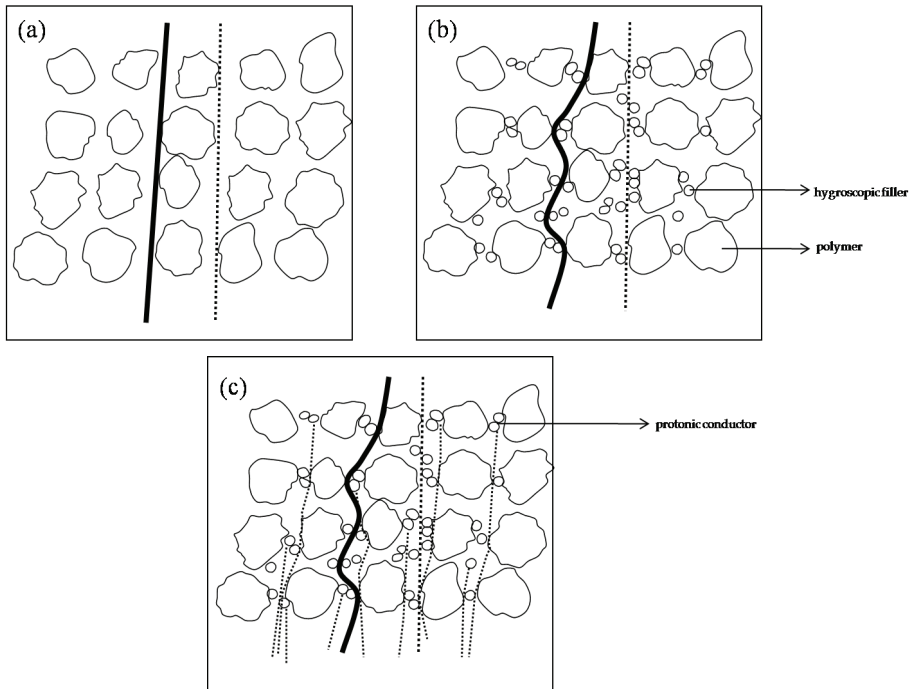 (a)
(b)
hygroscopic filler
polymer
(c)
protonic conductor